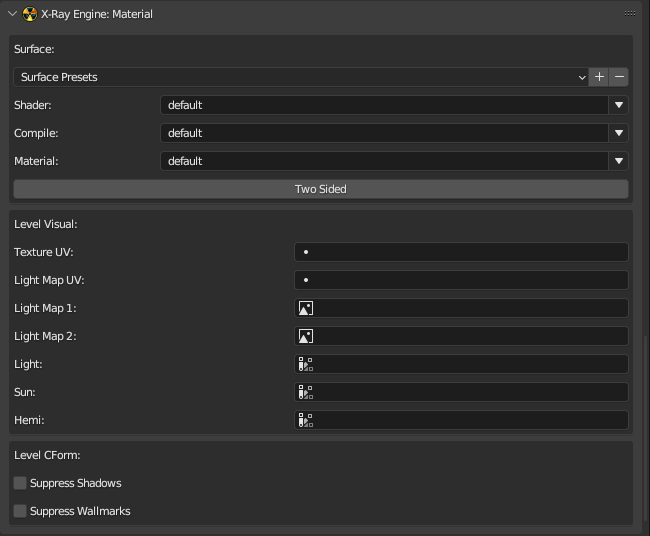 X-Ray Engine: Material
Surface:
Surface Presets
Shader: default
Compile: default
Material: default
Two Sided
Level Visual:
Texture UV:
Light Map UV:
Light Map 1:
Light Map 2:
Light:
Sun:
Hemi:
Level CForm:
Suppress Shadows
Suppress Wallmarks